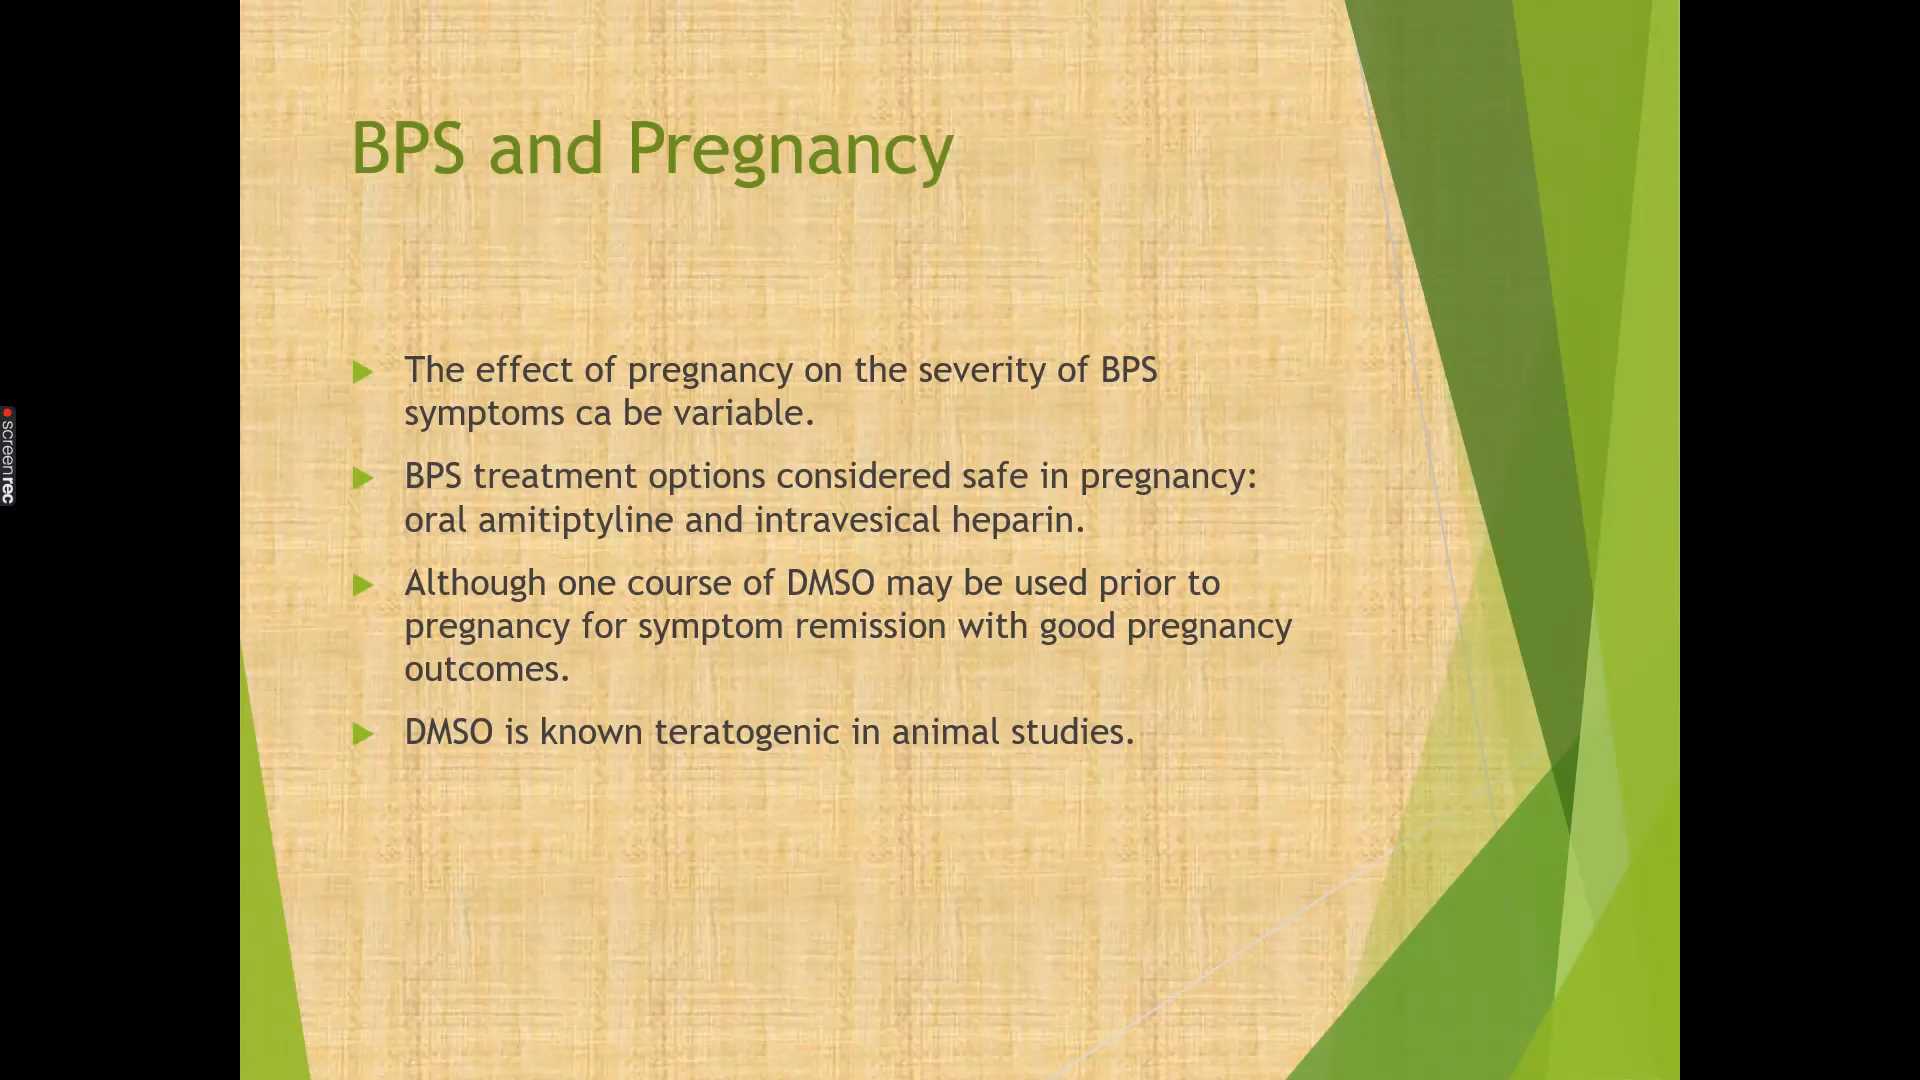 BPS and Pregnancy
The effect of pregnancy on the severity of BPS
symptoms ca be variable.
BPS treatment options considered safe in pregnancy:
oral amitiptyline and intravesical heparin.
Although one course of DMSO may be used prior to
pregnancy for symptom remission with good pregnancy
outcomes.
DMSO is known teratogenic in animal studies.
screenrec